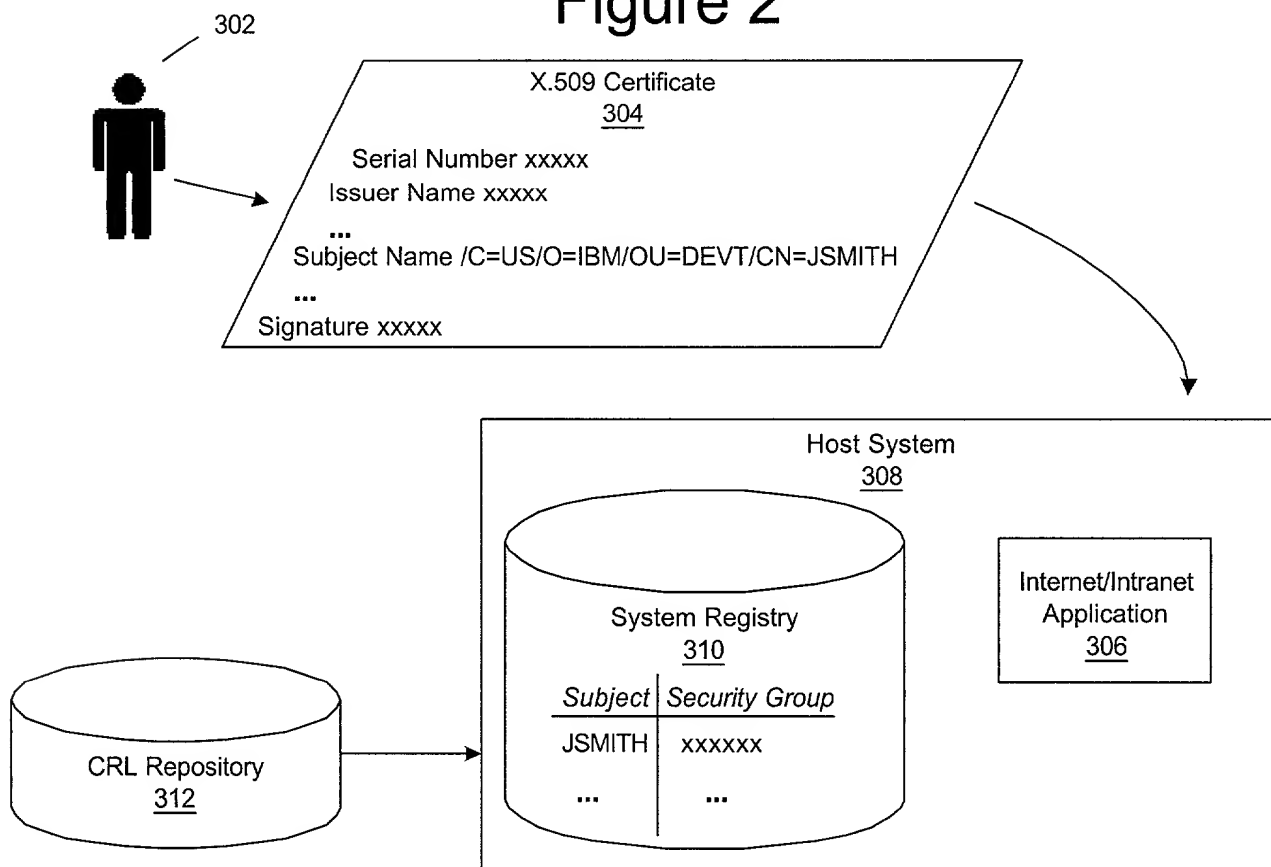 Figure 2
302
X.509 Certificate
304
Serial Number xxxxx
Issuer Name xxxxx
...
Subject Name /C=US/O=IBM/OU=DEVT/CN=JSMITH
...
Signature xxxxx
Host System
308
System Registry
310
Subject Security Group
JSMITH xxxxxx
... ...
Internet/Intranet
Application
306
CRL Repository
312